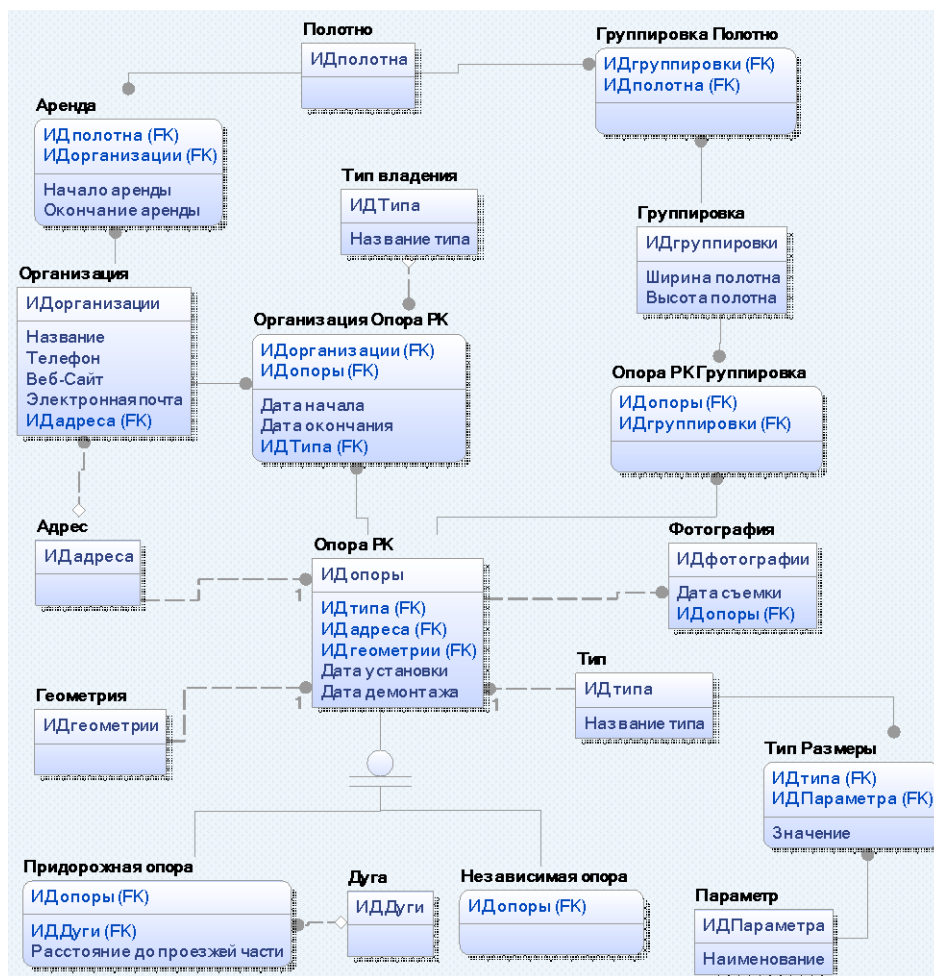 Полотно
ИДполотна
Группировка Полотно
ИДгруппировки (FK)
ИДполотна (FK)
Аренда
ИДполотна (FK)
ИДорганизации (FK)
Начало аренды
Окончание аренды
Тип владения
ИДТипа
Название типа
Группировка
ИДгруппировки
Ширина полотна
Высота полотна
Организация
ИДорганизации
Название
Телефон
Веб-Сайт
Электронная почта
ИДадреса (FK)
Организация Опора РК
ИДорганизации (FK)
ИДопоры (FK)
Дата начала
Дата окончания
ИДТипа (FK)
Опора РК Группировка
ИДопоры (FK)
ИДгруппировки (FK)
Адрес
ИДадреса
1
Опора РК
ИДопоры
ИДтипа (FK)
ИДадреса (FK)
ИДгеометрии (FK)
Дата установки
Дата демонтажа
Фотография
ИДфотографии
Дата съемки
ИДопоры (FK)
Геометрия
ИДгеометрии
1
1
Тип
ИДтипа
Название типа
Тип Размеры
ИДтипа (FK)
ИДПараметра (FK)
Значение
Придорожная опора
ИДопоры (FK)
ИДДуги (FK)
Расстояние до проезжей части
Дуга
ИДДуги
Независимая опора
ИДопоры (FK)
Параметр
ИДПараметра
Наименование